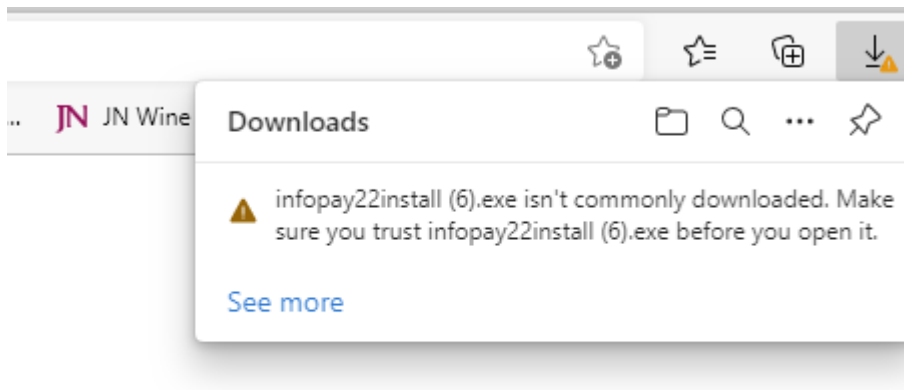 .. JN JN Wine
Downloads
infopay22install (6).exe isn't commonly downloaded. Make
sure you trust infopay22install (6).exe before you open it.
See more